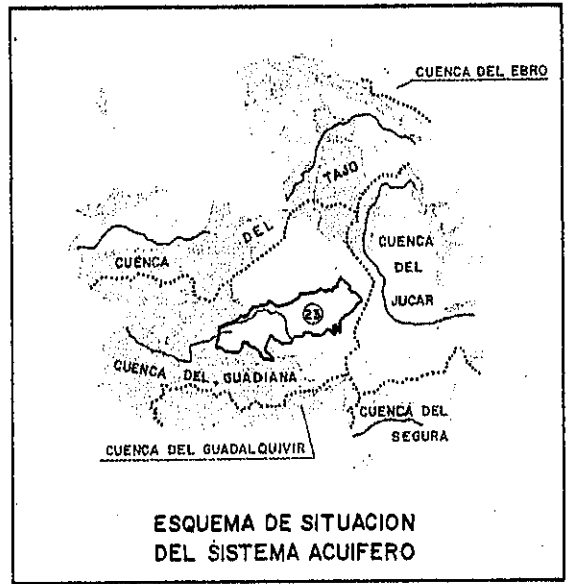 CUENCA DEL EBRO
CUENCA DEL TAJO
CUENCA
DEL
JUCAR
23
CUENCA DEL GUADIANA
CUENCA DEL
SEGURA
CUENCA DEL GUADALQUIVIR
ESQUEMA DE SITUACION
DEL SISTEMA ACUIFERO